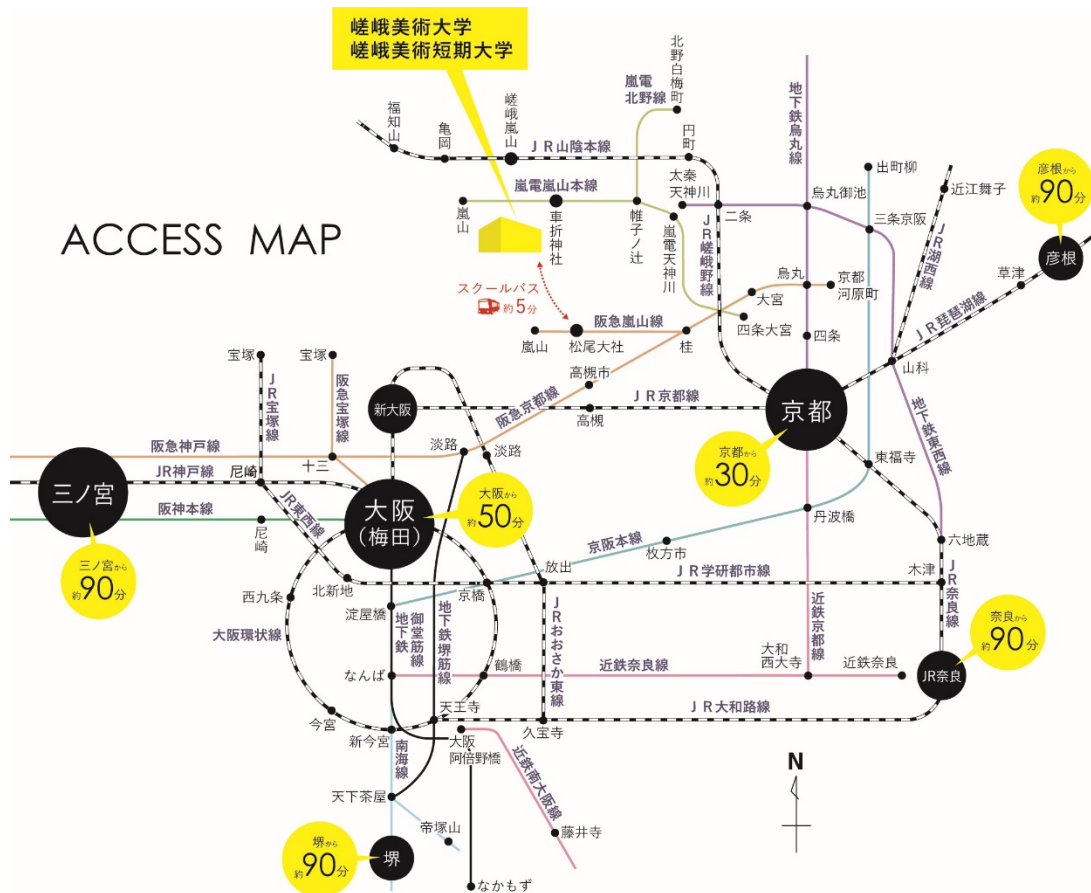 嵯峨美術大学
嵯峨美術短期大学
ACCESS MAP
福知山
亀岡
嵯峨嵐山
JR山陰本線
嵐電
北野線
北野白梅町
円町
地下鉄烏丸線
出町柳
近江舞子
彦根から
約90分
彦根
嵐山
嵐電嵐山本線
車折神社
帷子ノ辻
太秦
天神川
嵐電天神川
二条
JR嵯峨野線
烏丸御池
三条京阪
JR湖西線
草津
JR琵琶湖線
スクールバス
約5分
烏丸
京都
河原町
大宮
四条大宮
四条
阪急嵐山線
嵐山
松尾大社
桂
山科
地下鉄東西線
宝塚
宝塚
JR宝塚線
阪急宝塚線
高槻市
阪急京都線
新大阪
JR京都線
高槻
京都
京都から
約30分
東福寺
阪急神戸線
JR神戸線
阪神本線
三ノ宮
三ノ宮から
約90分
尼崎
十三
淡路
淡路
大阪
(梅田)
大阪から
約50分
尼崎
JR東西線
京阪本線
枚方市
丹波橋
六地蔵
北新地
西九条
大阪環状線
淀屋橋
京橋
放出
JR学研都市線
木津
JR奈良線
地下鉄
御堂筋線
地下鉄堺筋線
JRおおさか東線
近鉄京都線
奈良から
約90分
JR奈良
なんば
鶴橋
近鉄奈良線
大和
西大寺
近鉄奈良
今宮
新今宮
天王寺
久宝寺
JR大和路線
大阪
阿倍野橋
南海線
近鉄南大阪線
天下茶屋
帝塚山
藤井寺
堺から
約90分
堺
なかもず
N